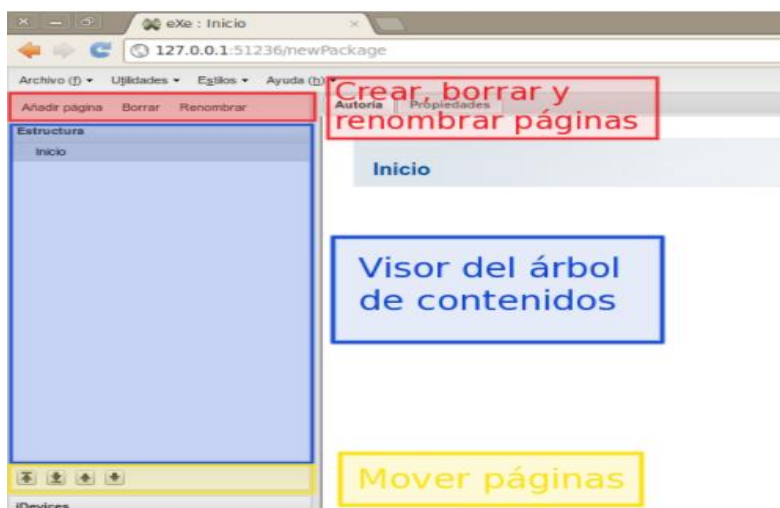 eXe : Inicio
127.0.0.1:51236/newPackage
Archivo (f) Utilidades Estilos Ayuda (h)
Añadir página Borrar Renombrar
Autoría Propiedades
Crear, borrar y
renombrar páginas
Estructura
Inicio
Inicio
Visor del árbol
de contenidos
Mover páginas
iDevices